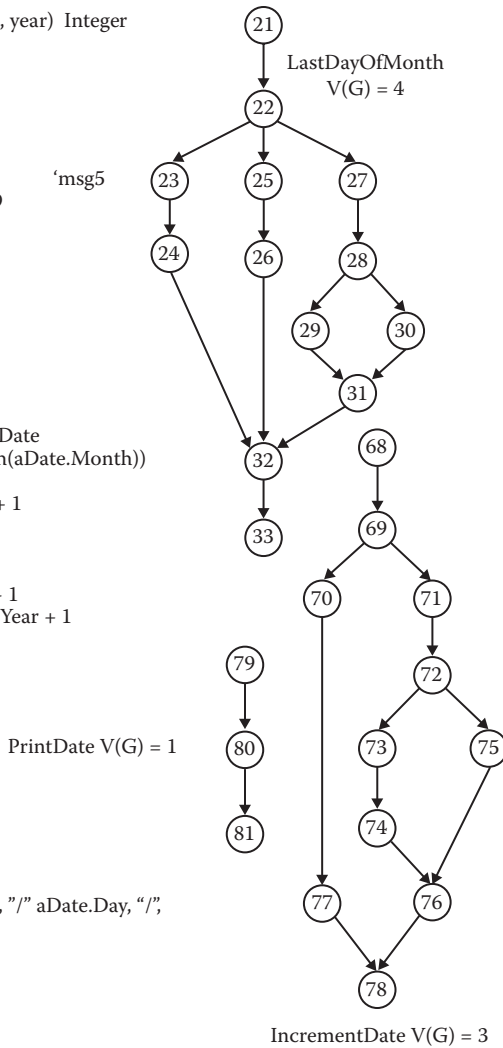 , year) Integer
21
LastDayOfMonth
V(G) = 4
22
23
25
27
‘msg5
24
26
28
29
30
31
Date
(aDate.Month))
32
68
+ 1
33
69
1
Year + 1
70
71
79
72
PrintDate V(G) = 1
80
73
75
81
74
, ”/” aDate.Day, “/”,
77
76
78
IncrementDate V(G) = 3